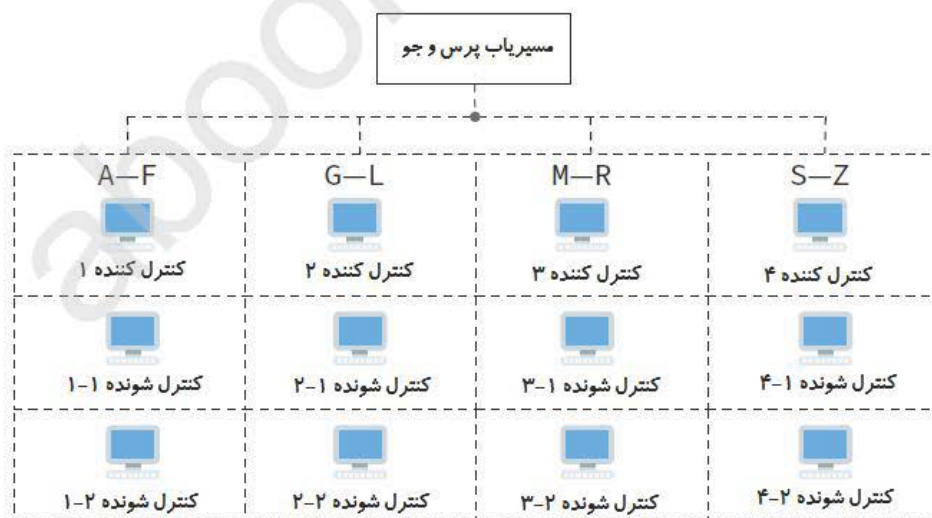 مسیریاب پرس و جو
A—F G—L M—R S—Z
کنترل کننده ۱ کنترل کننده ۲ کنترل کننده ۳ کنترل کننده ۴
کنترل شونده ۱-۱ کنترل شونده ۱-۲ کنترل شونده ۱-۳ کنترل شونده ۱-۴
کنترل شونده ۲-۱ کنترل شونده ۲-۲ کنترل شونده ۲-۳ کنترل شونده ۲-۴